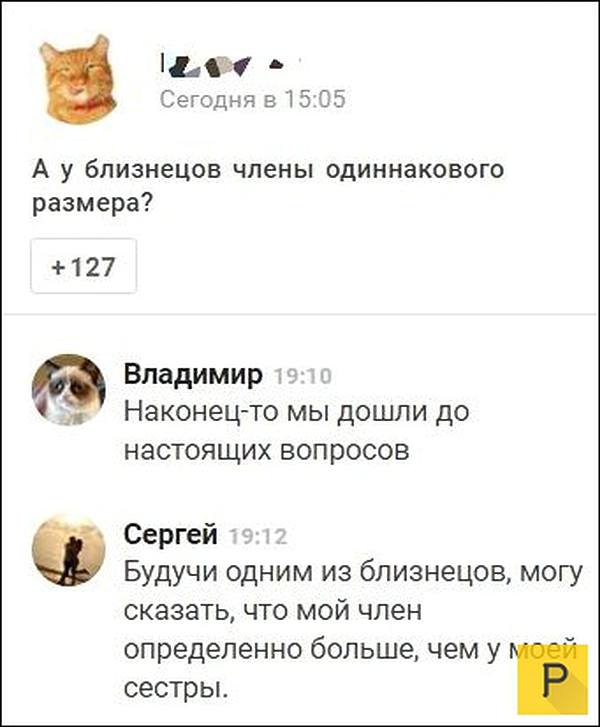 Сегодня в 15:05
А у близнецов члены одиннакового
размера?
+127
Владимир 19:10
Наконец-то мы дошли до
настоящих вопросов
Сергей 19:12
Будучи одним из близнецов, могу
сказать, что мой член
определенно больше, чем у моей
сестры.
P